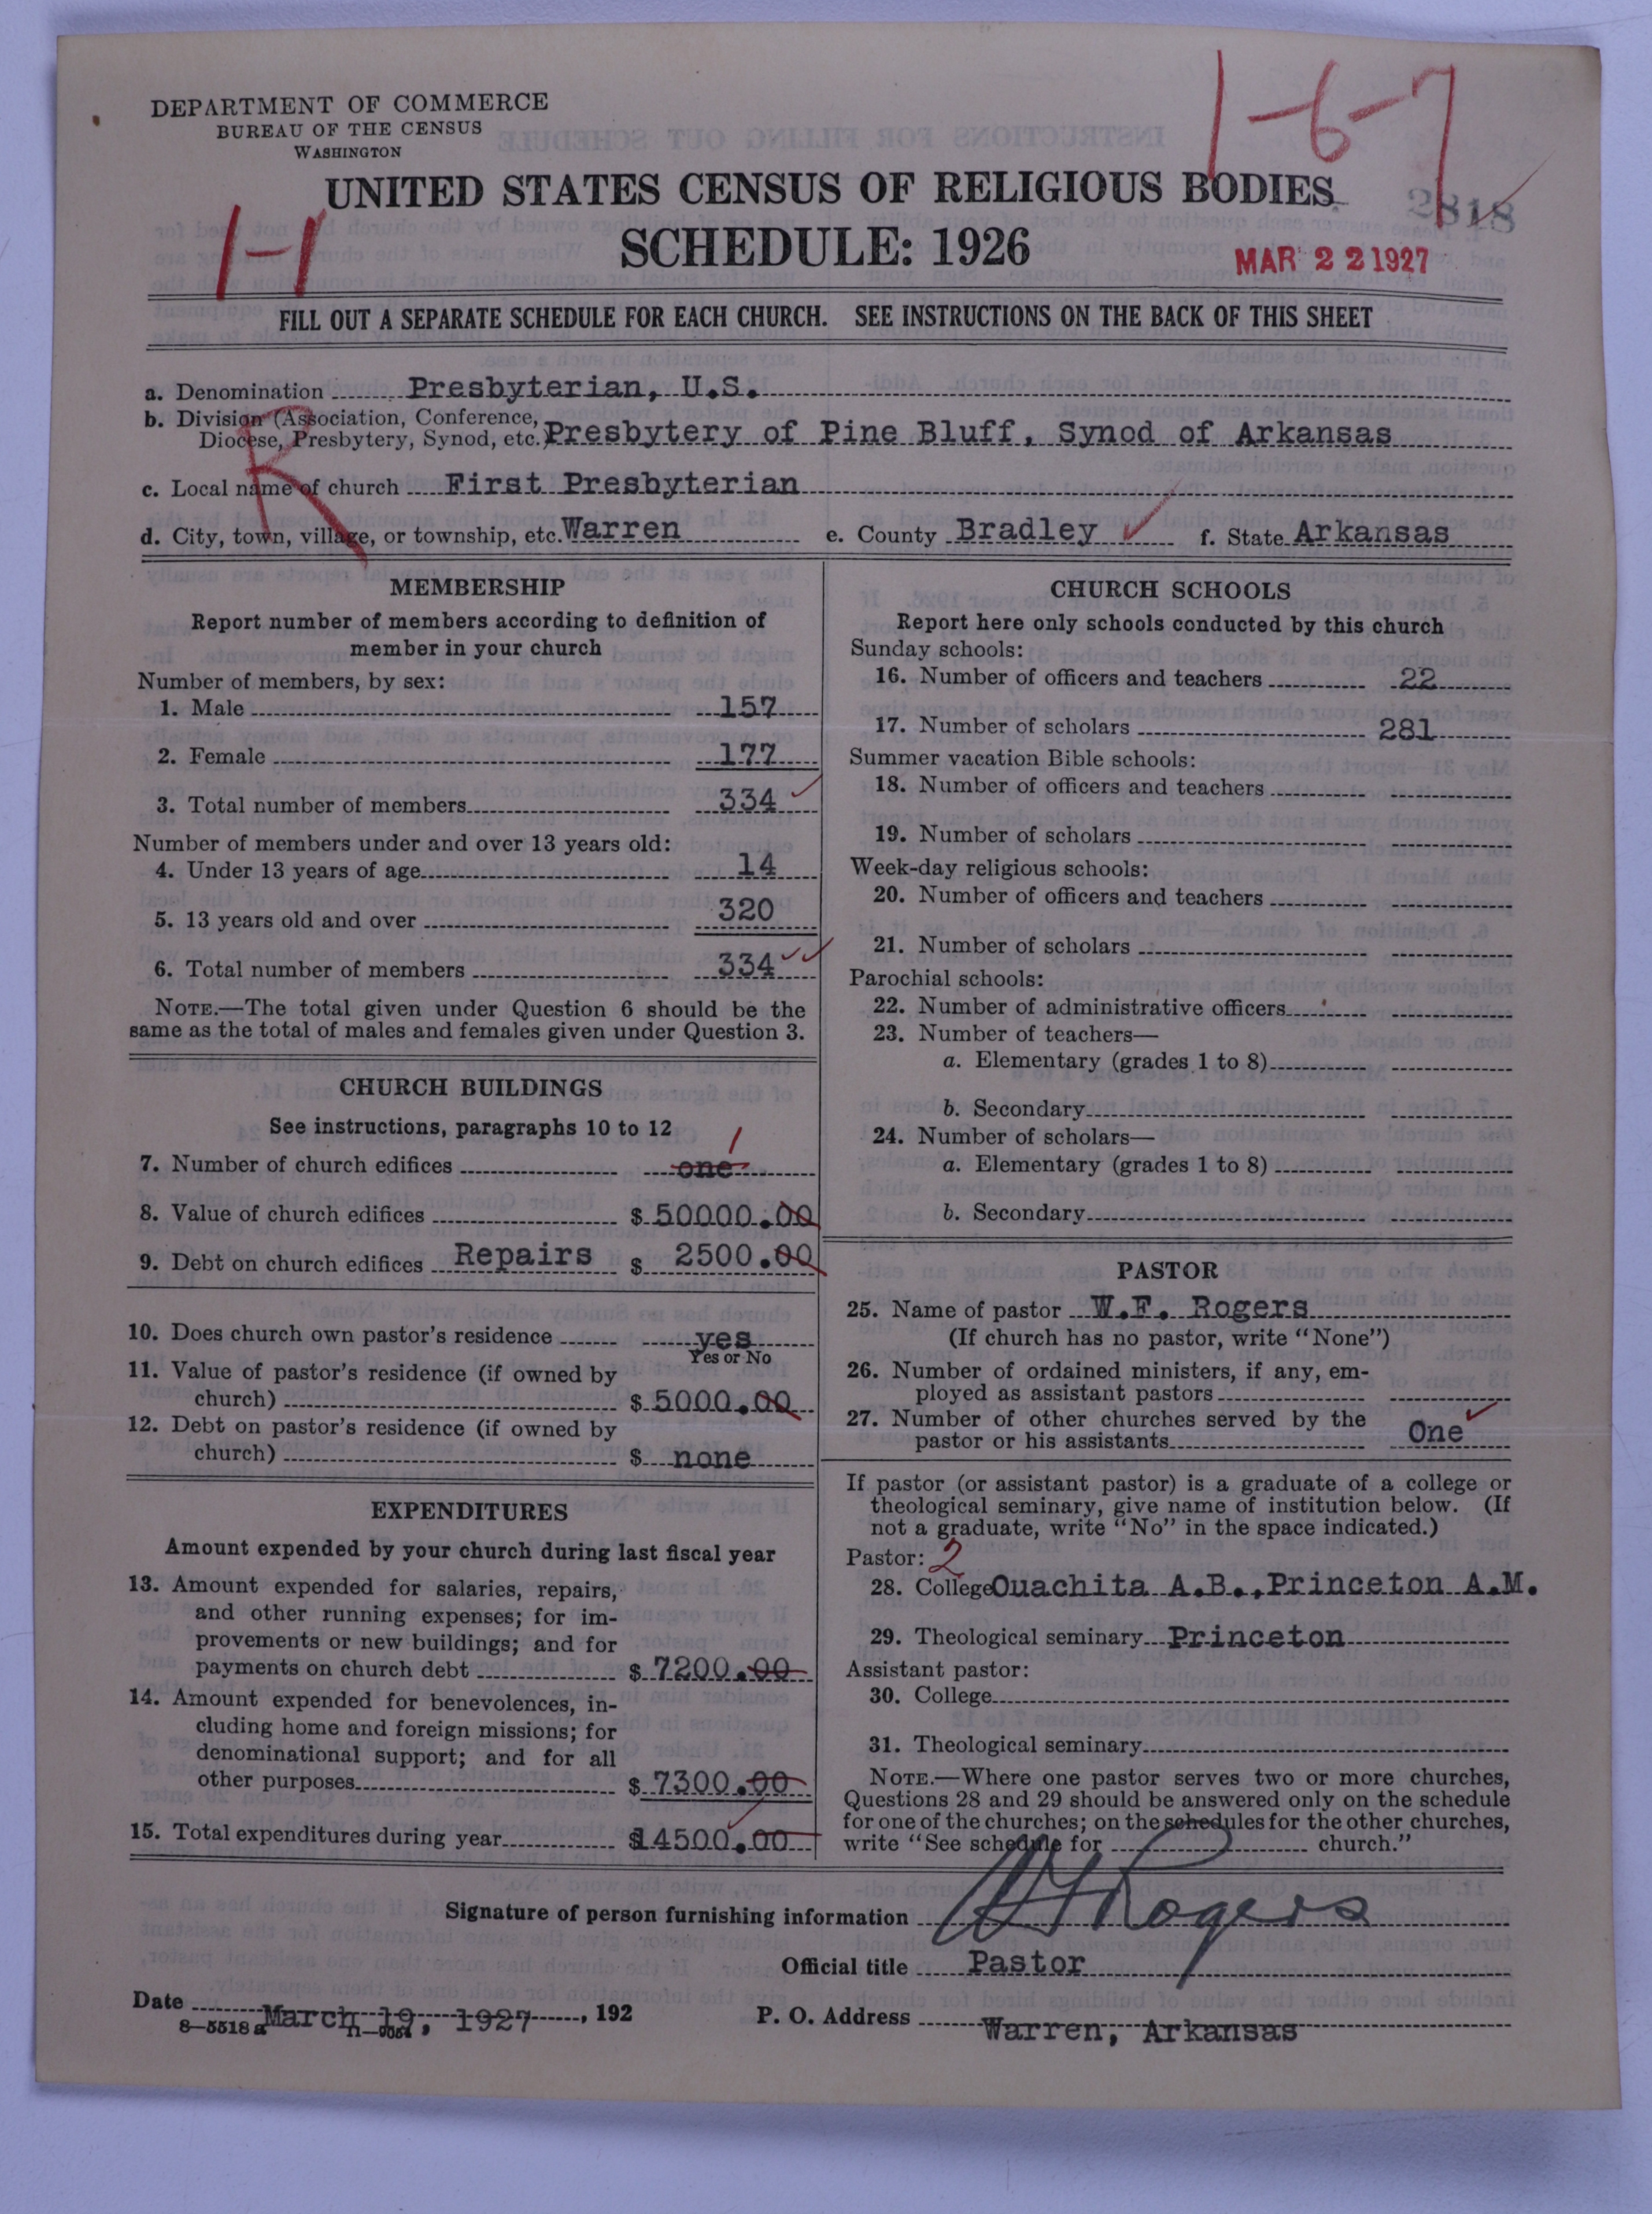 DEPARTMENT OF COMMERCE
BUREAU OF THE CENSUS
WASHINGTON
1-6-7
UNITED STATES CENSUS OF RELIGIOUS BODIES
2818
1-1
SCHEDULE: 1926
MAR 22 1927
FILL OUT A SEPARATE SCHEDULE FOR EACH CHURCH. SEE INSTRUCTIONS ON THE BACK OF THIS SHEET
a. Denomination Presbyterian, U.S.
b. Division (Association, Conference,
Diocese, Presbytery, Synod, etc.) Presbytery of Pine Bluff, Synod of Arkansas
R
c. Local name of church First Presbyterian
d. City, town, village, or township, etc. Warren e. County Bradley f. State Arkansas
MEMBERSHIP
Report number of members according to definition of
member in your church
Number of members, by sex:
1. Male 157
2. Female 177
3. Total number of members 334
Number of members under and over 13 years old:
4. Under 13 years of age 14
5. 13 years old and over 320
6. Total number of members 334
NOTE.—The total given under Question 6 should be the
same as the total of males and females given under Question 3.
CHURCH BUILDINGS
See instructions, paragraphs 10 to 12
7. Number of church edifices one 1
8. Value of church edifices $ 50000.00
9. Debt on church edifices Repairs $ 2500.00
10. Does church own pastor's residence yes
Yes or No
11. Value of pastor's residence (if owned by
church) $ 5000.00
12. Debt on pastor's residence (if owned by
church) $ none
EXPENDITURES
Amount expended by your church during last fiscal year
13. Amount expended for salaries, repairs,
and other running expenses; for im-
provements or new buildings; and for
payments on church debt $ 7200.00
14. Amount expended for benevolences, in-
cluding home and foreign missions; for
denominational support; and for all
other purposes $ 7300.00
15. Total expenditures during year $14500.00
CHURCH SCHOOLS
Report here only schools conducted by this church
Sunday schools:
16. Number of officers and teachers 22
17. Number of scholars 281
Summer vacation Bible schools:
18. Number of officers and teachers
19. Number of scholars
Week-day religious schools:
20. Number of officers and teachers
21. Number of scholars
Parochial schools:
22. Number of administrative officers
23. Number of teachers—
a. Elementary (grades 1 to 8)
b. Secondary
24. Number of scholars—
a. Elementary (grades 1 to 8)
b. Secondary
PASTOR
25. Name of pastor W.F. Rogers
(If church has no pastor, write "None")
26. Number of ordained ministers, if any, em-
ployed as assistant pastors
27. Number of other churches served by the
pastor or his assistants One
If pastor (or assistant pastor) is a graduate of a college or
theological seminary, give name of institution below. (If
not a graduate, write "No" in the space indicated.)
Pastor: 2
28. College Ouachita A.B., Princeton A.M.
29. Theological seminary Princeton
Assistant pastor:
30. College
31. Theological seminary
NOTE.—Where one pastor serves two or more churches,
Questions 28 and 29 should be answered only on the schedule
for one of the churches; on the schedules for the other churches,
write "See schedule for church."
Signature of person furnishing information W F Rogers
Official title Pastor
Date March 19, 1927, 192 P. O. Address Warren, Arkansas
8-5518 a